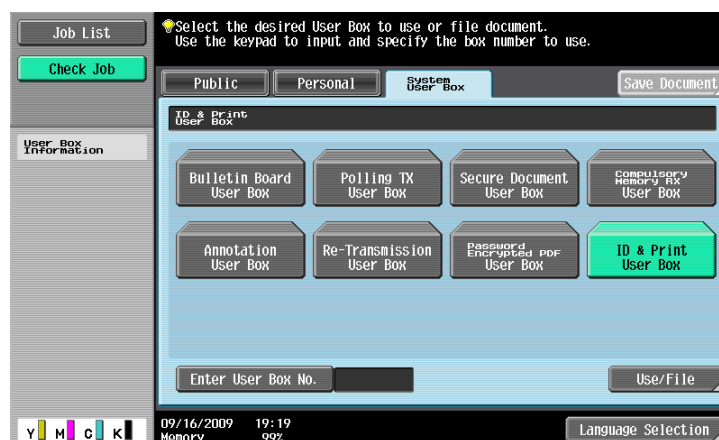 Job List
Check Job
Select the desired User Box to use or file document.
Use the keypad to input and specify the box number to use.
Public
Personal
System
User Box
Save Document
ID & Print
User Box
User Box
Information
Bulletin Board
User Box
Polling TX
User Box
Secure Document
User Box
Compulsory
Memory RX
User Box
Annotation
User Box
Re-Transmission
User Box
Password
Encrypted PDF
User Box
ID & Print
User Box
Enter User Box No.
Use/File
Y M C K
09/16/2009 19:19
Memory 99%
Language Selection